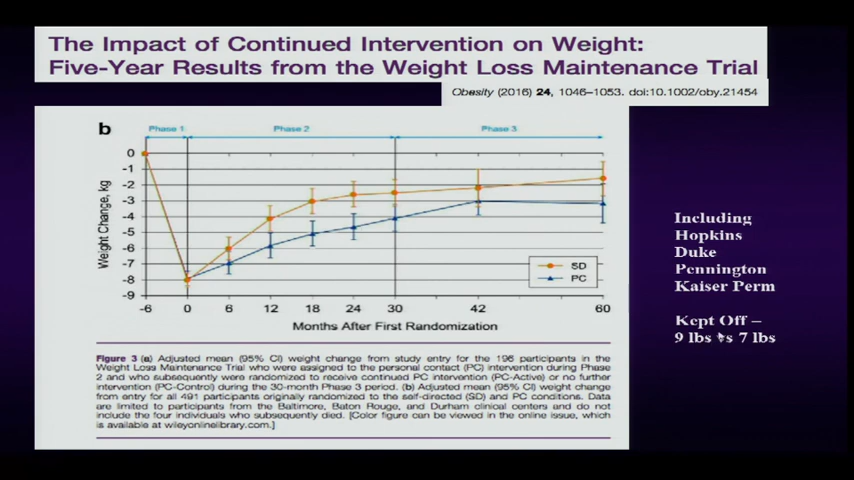 The Impact of Continued Intervention on Weight:
Five-Year Results from the Weight Loss Maintenance Trial
Obesity (2016) 24, 1046–1053. doi:10.1002/oby.21454
b
Phase 1 Phase 2 Phase 3
Weight Change, kg
0
-1
-2
-3
-4
-5
-6
-7
-8
-9
SD
PC
-6 0 6 12 18 24 30 42 60
Months After First Randomization
Including
Hopkins
Duke
Pennington
Kaiser Perm
Kept Off –
9 lbs vs 7 lbs
Figure 3 (a) Adjusted mean (95% CI) weight change from study entry for the 196 participants in the
Weight Loss Maintenance Trial who were assigned to the personal contact (PC) intervention during Phase
2 and who subsequently were randomized to receive continued PC intervention (PC-Active) or no further
intervention (PC-Control) during the 30-month Phase 3 period. (b) Adjusted mean (95% CI) weight change
from entry for all 491 participants originally randomized to the self-directed (SD) and PC conditions. Data
are limited to participants from the Baltimore, Baton Rouge, and Durham clinical centers and do not
include the four individuals who subsequently died. [Color figure can be viewed in the online issue, which
is available at wileyonlinelibrary.com.]